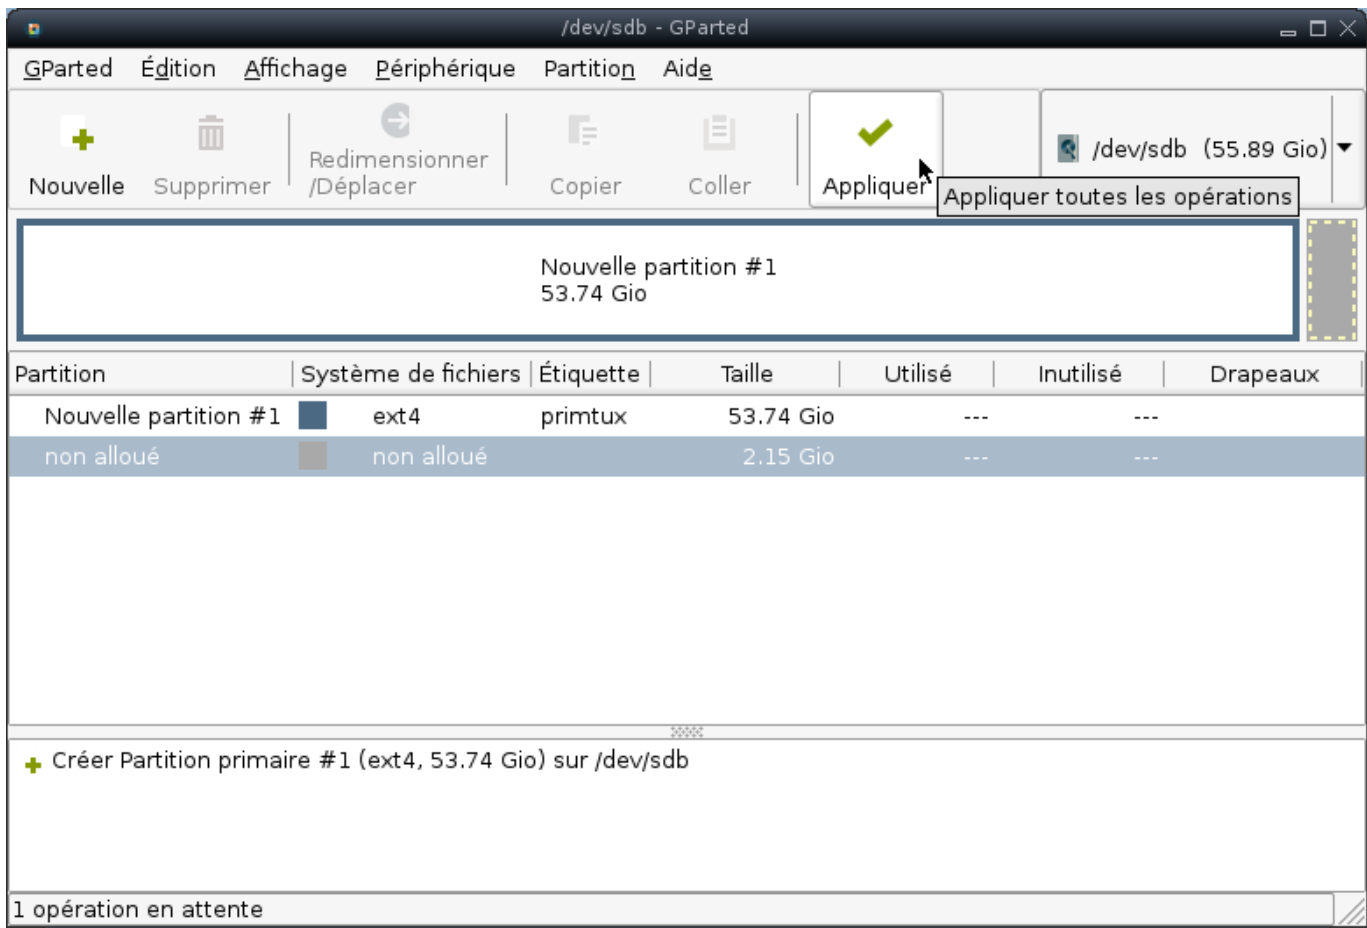 /dev/sdb - GParted
GParted Édition Affichage Périphérique Partition Aide
Nouvelle Supprimer Redimensionner
/Déplacer Copier Coller Appliquer /dev/sdb (55.89 Gio)
Appliquer toutes les opérations
Nouvelle partition #1
53.74 Gio
Partition Système de fichiers Étiquette Taille Utilisé Inutilisé Drapeaux
Nouvelle partition #1 ext4 primtux 53.74 Gio --- ---
non alloué non alloué 2.15 Gio --- ---
Créer Partition primaire #1 (ext4, 53.74 Gio) sur /dev/sdb
1 opération en attente